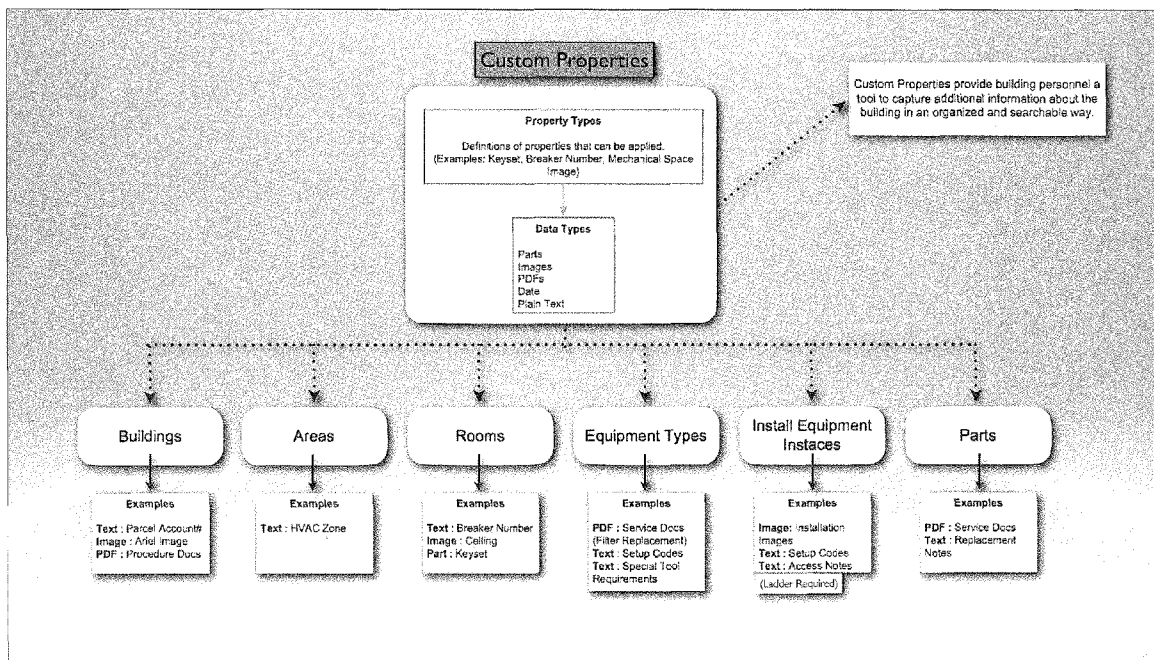 Custom Properties
Custom Properties provide building personnel a
tool to capture additional information about the
building in an organized and searchable way.
Property Types
Definitions of properties that can be applied.
(Examples: Keyset, Breaker Number, Mechanical Space
Image)
Data Types
Parts
Images
PDFs
Date
Plain Text
Buildings
Areas
Rooms
Equipment Types
Install Equipment
Instaces
Parts
Examples
Text : Parcel Account#
Image : Ariel Image
PDF : Procedure Docs
Examples
Text : HVAC Zone
Examples
Text : Breaker Number
Image : Ceiling
Part : Keyset
Examples
PDF : Service Docs
(Filter Replacement)
Text : Setup Codes
Text : Special Tool
Requirements
Examples
Image: Installation
Images
Text : Setup Codes
Text : Access Notes
(Ladder Required)
Examples
PDF : Service Docs
Text : Replacement
Notes